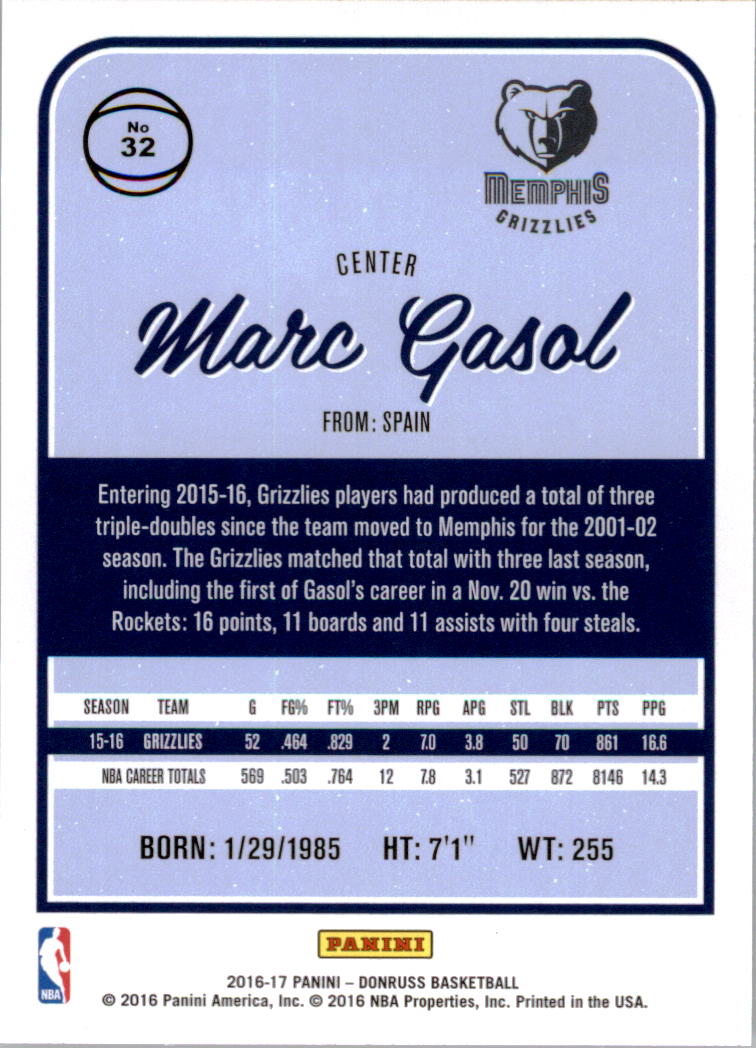 No
32
MEMPHIS
GRIZZLIES
CENTER
Marc Gasol
FROM: SPAIN
Entering 2015-16, Grizzlies players had produced a total of three
triple-doubles since the team moved to Memphis for the 2001-02
season. The Grizzlies matched that total with three last season,
including the first of Gasol's career in a Nov. 20 win vs. the
Rockets: 16 points, 11 boards and 11 assists with four steals.
SEASON TEAM G FG% FT% 3PM RPG APG STL BLK PTS PPG
15-16 GRIZZLIES 52 .464 .829 2 7.0 3.8 50 70 861 16.6
NBA CAREER TOTALS 569 .503 .764 12 7.8 3.1 527 872 8146 14.3
BORN: 1/29/1985 HT: 7'1" WT: 255
NBA
PANINI
2016-17 PANINI – DONRUSS BASKETBALL
© 2016 Panini America, Inc. © 2016 NBA Properties, Inc. Printed in the USA.